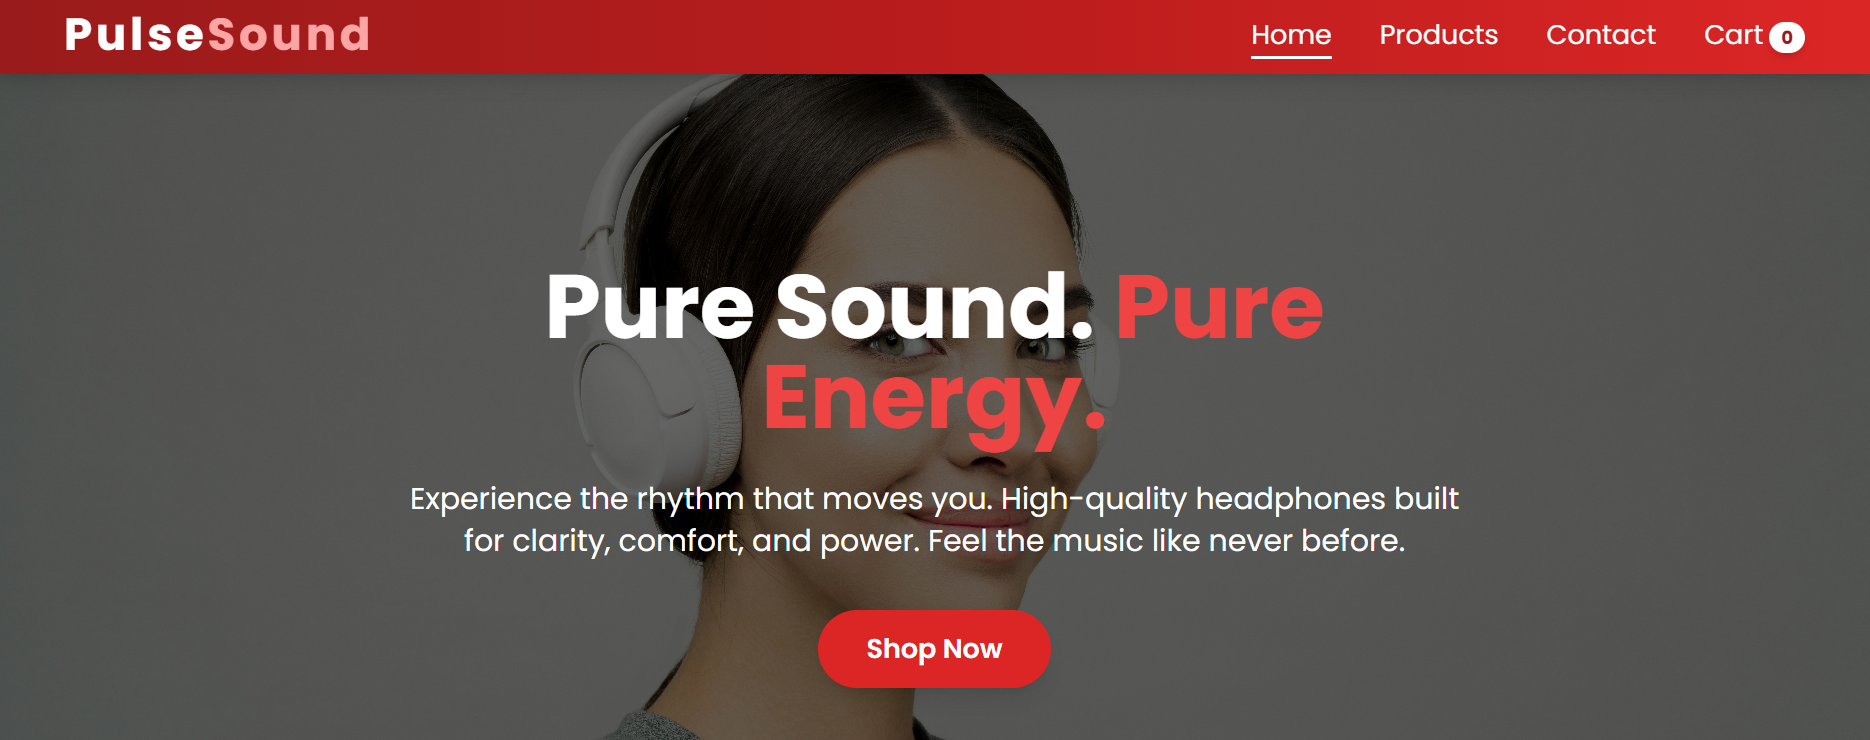 PulseSound
Home Products Contact Cart 0
Pure Sound. Pure
Energy.
Experience the rhythm that moves you. High-quality headphones built
for clarity, comfort, and power. Feel the music like never before.
Shop Now